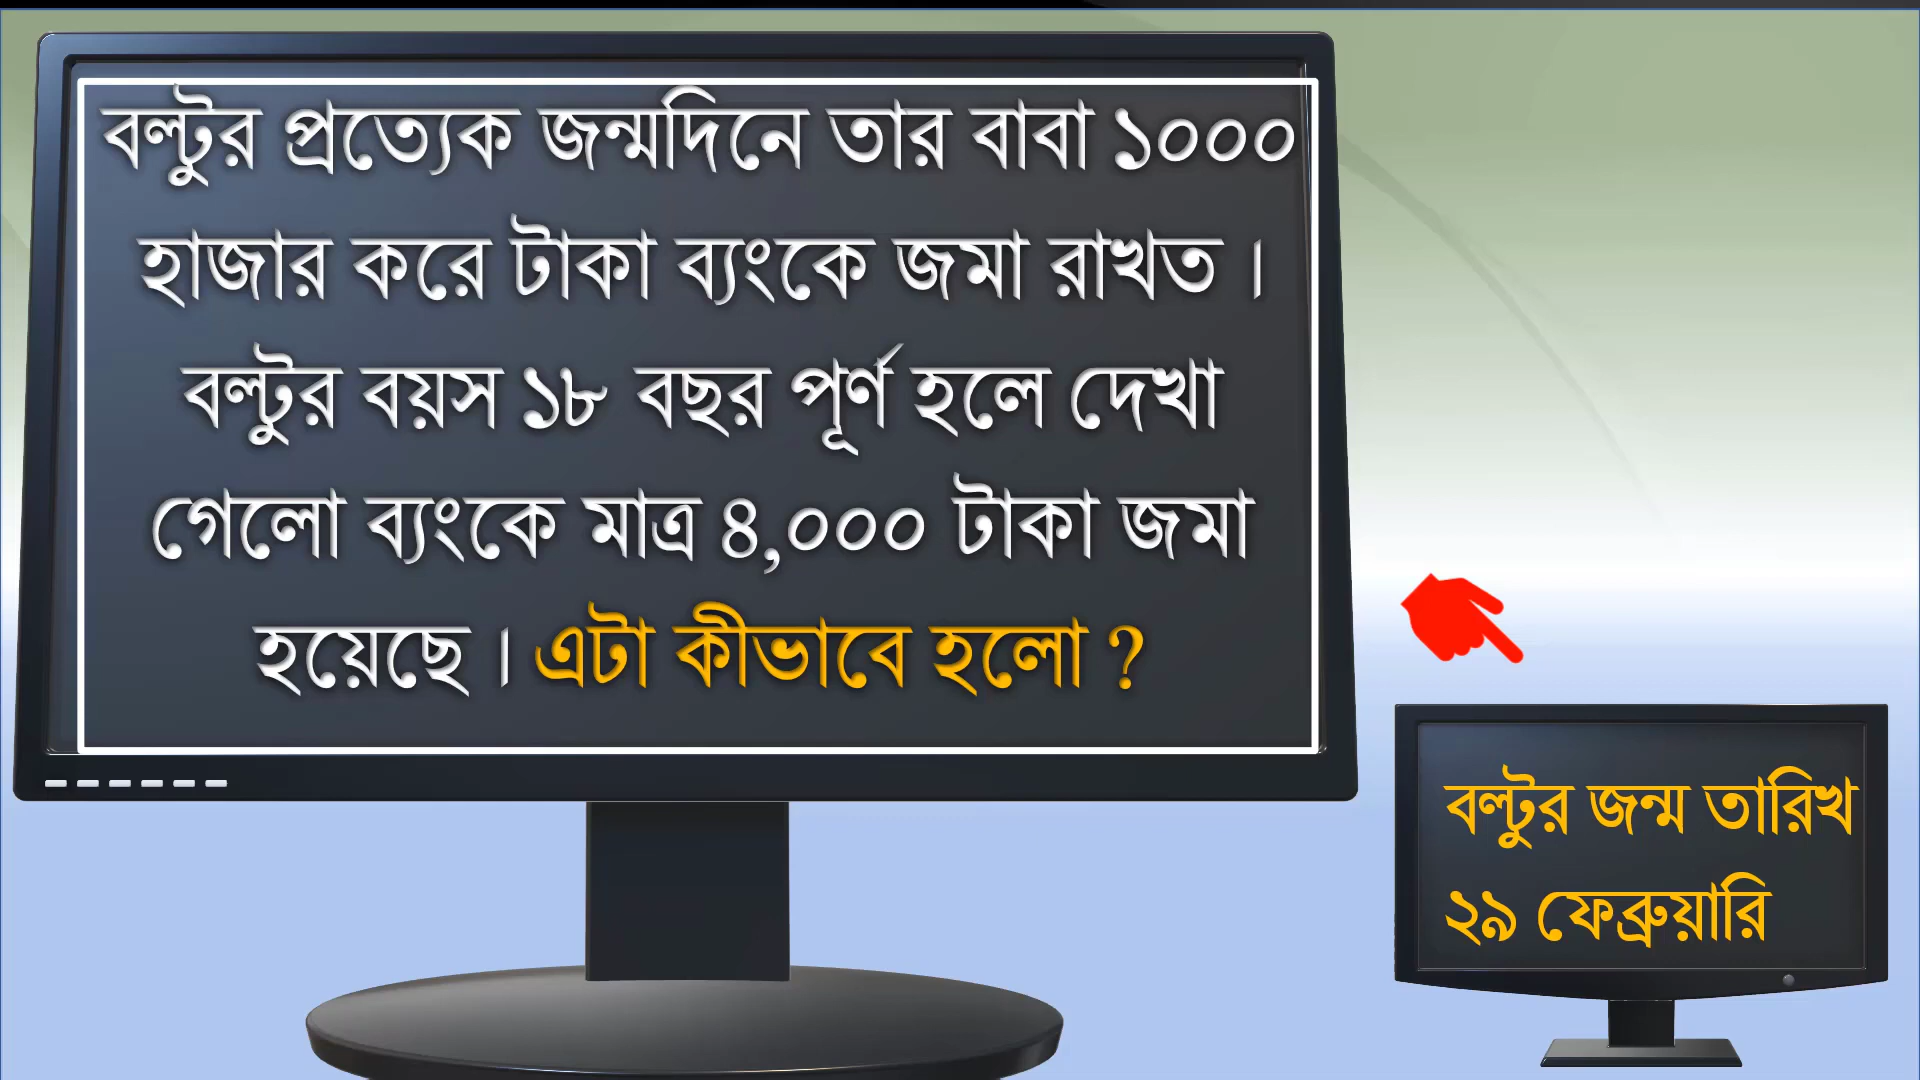 বল্টুর প্রত্যেক জন্মদিনে তার বাবা ১০০০
হাজার করে টাকা ব্যংকে জমা রাখত ।
বল্টুর বয়স ১৮ বছর পূর্ণ হলে দেখা
গেলো ব্যংকে মাত্র ৪,০০০ টাকা জমা
হয়েছে । এটা কীভাবে হলো ?
বল্টুর জন্ম তারিখ
২৯ ফেব্রুয়ারি